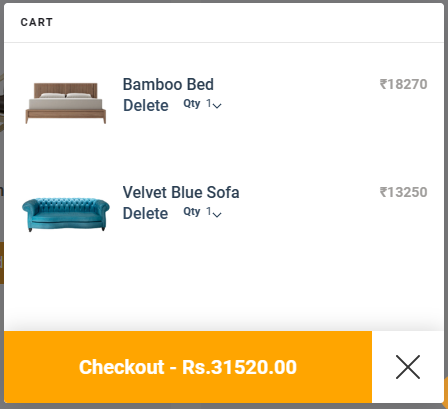 CART
Bamboo Bed ₹18270
Delete Qty 1
Velvet Blue Sofa ₹13250
Delete Qty 1
Checkout - Rs.31520.00